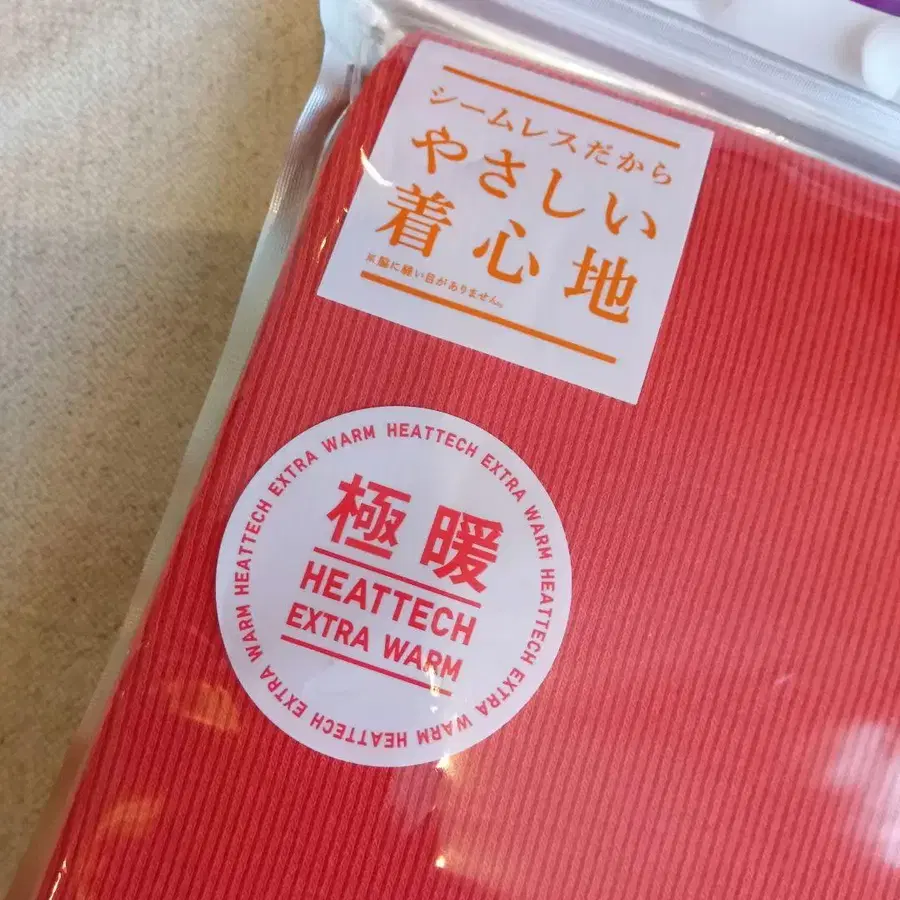 シームレスだから
やさしい
着心地
※脇に縫い目がありません。
極暖
HEATTECH
EXTRA WARM
HEATTECH EXTRA WARM HEATTECH EXTRA WARM HEATTECH EXTRA WARM HEATTECH EXTRA WARM